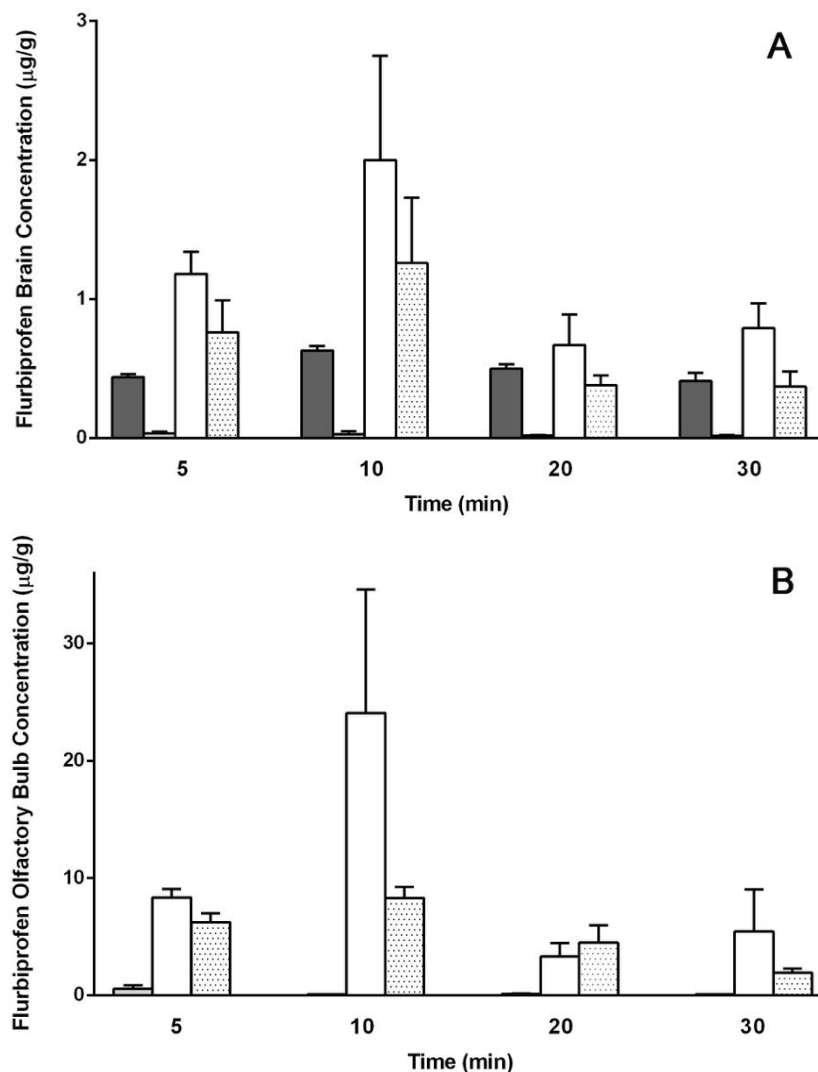 A
Flurbiprofen Brain Concentration (μg/g)
3
2
1
0
5 10 20 30
Time (min)
B
Flurbiprofen Olfactory Bulb Concentration (μg/g)
30
20
10
0
5 10 20 30
Time (min)